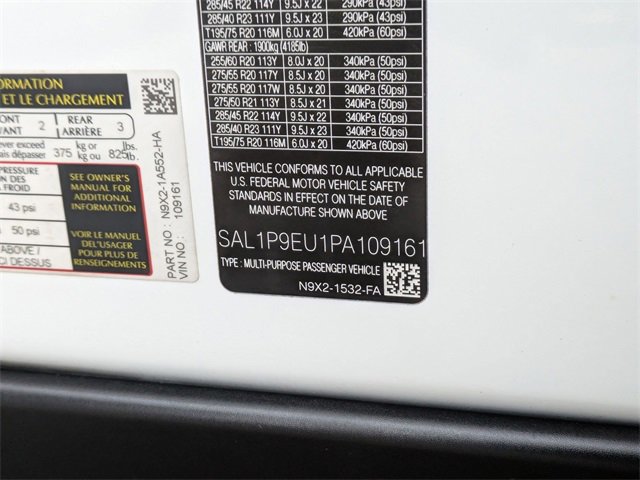 285/45 R22 114Y 9.5J x 22 290kPa (43psi)
285/40 R23 111Y 9.5J x 23 290kPa (43psi)
T195/75 R20 116M 6.0J x 20 420kPa (60psi)
GAWR REAR : 1900kg (4185lb)
255/60 R20 113Y 8.0J x 20 340kPa (50psi)
275/55 R20 117Y 8.5J x 20 340kPa (50psi)
275/55 R20 117W 8.5J x 20 340kPa (50psi)
275/50 R21 113Y 8.5J x 21 340kPa (50psi)
285/45 R22 114Y 9.5J x 22 340kPa (50psi)
285/40 R23 111Y 9.5J x 23 340kPa (50psi)
T195/75 R20 116M 6.0J x 20 420kPa (60psi)
THIS VEHICLE CONFORMS TO ALL APPLICABLE
U.S. FEDERAL MOTOR VEHICLE SAFETY
STANDARDS IN EFFECT ON THE DATE OF
MANUFACTURE SHOWN ABOVE
SAL1P9EU1PA109161
TYPE : MULTI-PURPOSE PASSENGER VEHICLE
N9X2-1532-FA
ORMATION
ET LE CHARGEMENT
ONT 2 REAR 3
VANT ARRIÈRE
ever exceed 375 kg or 825 lbs.
ais dépasser kg ou lb.
PRESSURE
ON DES
FROID
43 psi
50 psi
ABOVE /
CI DESSUS
SEE OWNER'S
MANUAL FOR
ADDITIONAL
INFORMATION
VOIR LE MANUEL
DE L'USAGER
POUR PLUS DE
RENSEIGNEMENTS
PART NO : N9X2-1A552-HA
VIN NO : 109161